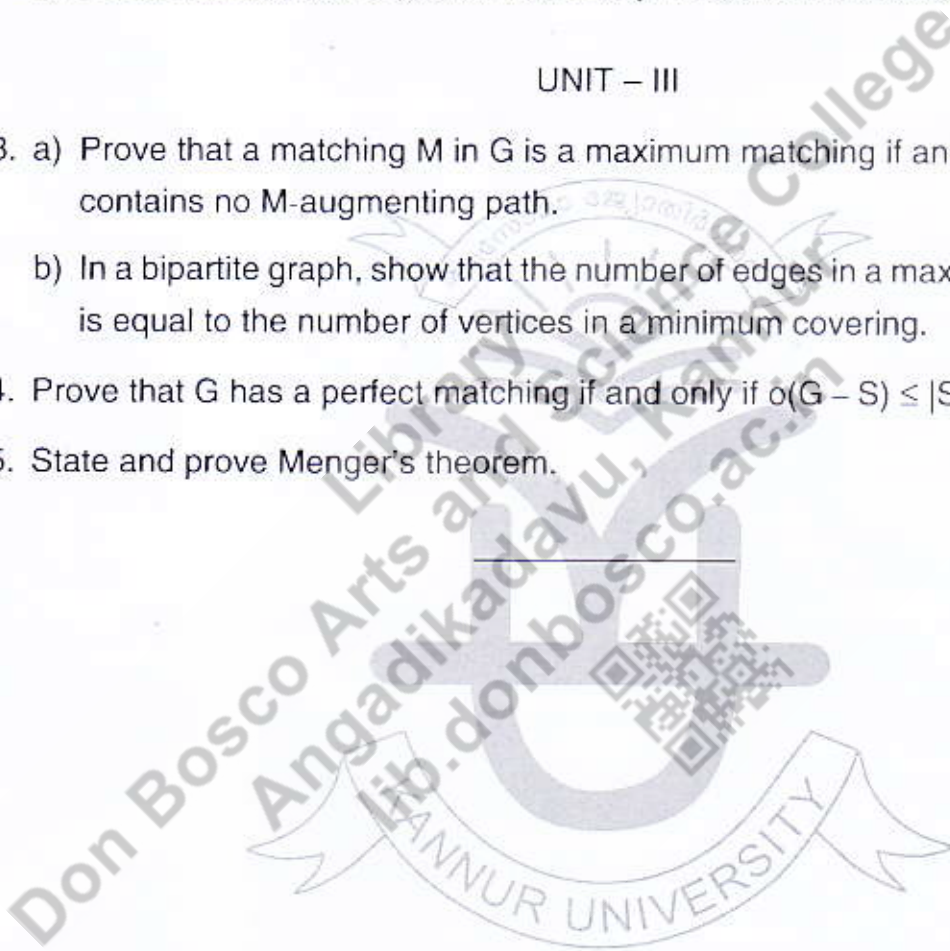 UNIT – III
3. a) Prove that a matching M in G is a maximum matching if an
contains no M-augmenting path.
b) In a bipartite graph, show that the number of edges in a max
is equal to the number of vertices in a minimum covering.
4. Prove that G has a perfect matching if and only if o(G – S) ≤ |S
5. State and prove Menger's theorem.
Library
Don Bosco Arts and Science College
Angadikadavu, Kannur
lib.donbosco.ac.in
KANNUR UNIVERSITY